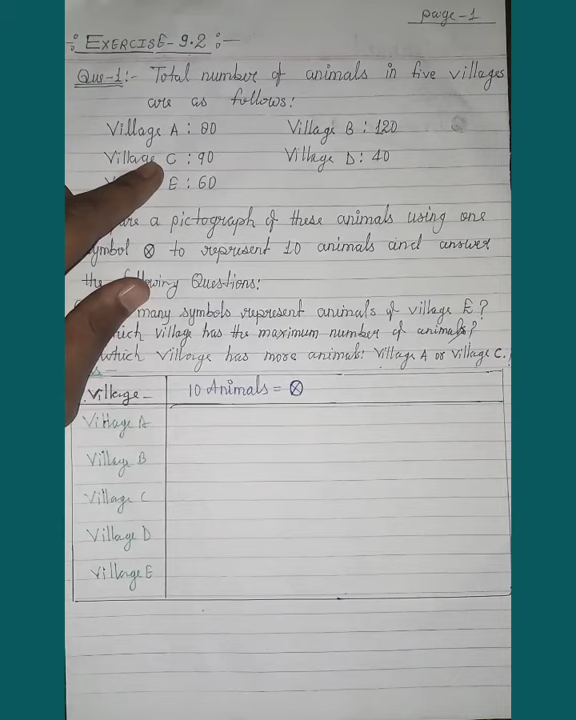 page-1
÷ EXERCISE-9.2 ÷-
Que-1:- Total number of animals in five villages
are as follows:
Village A : 80 Village B : 120
Village C : 90 Village D : 40
E : 60
a pictograph of these animals using one
symbol ⊗ to represent 10 animals and answer
the following Questions:
many symbols represent animals of village E?
which village has the maximum number of animals?
which village has more animals: Village A or Village C.
Village 10 Animals = ⊗
Village A
Village B
Village C
Village D
Village E